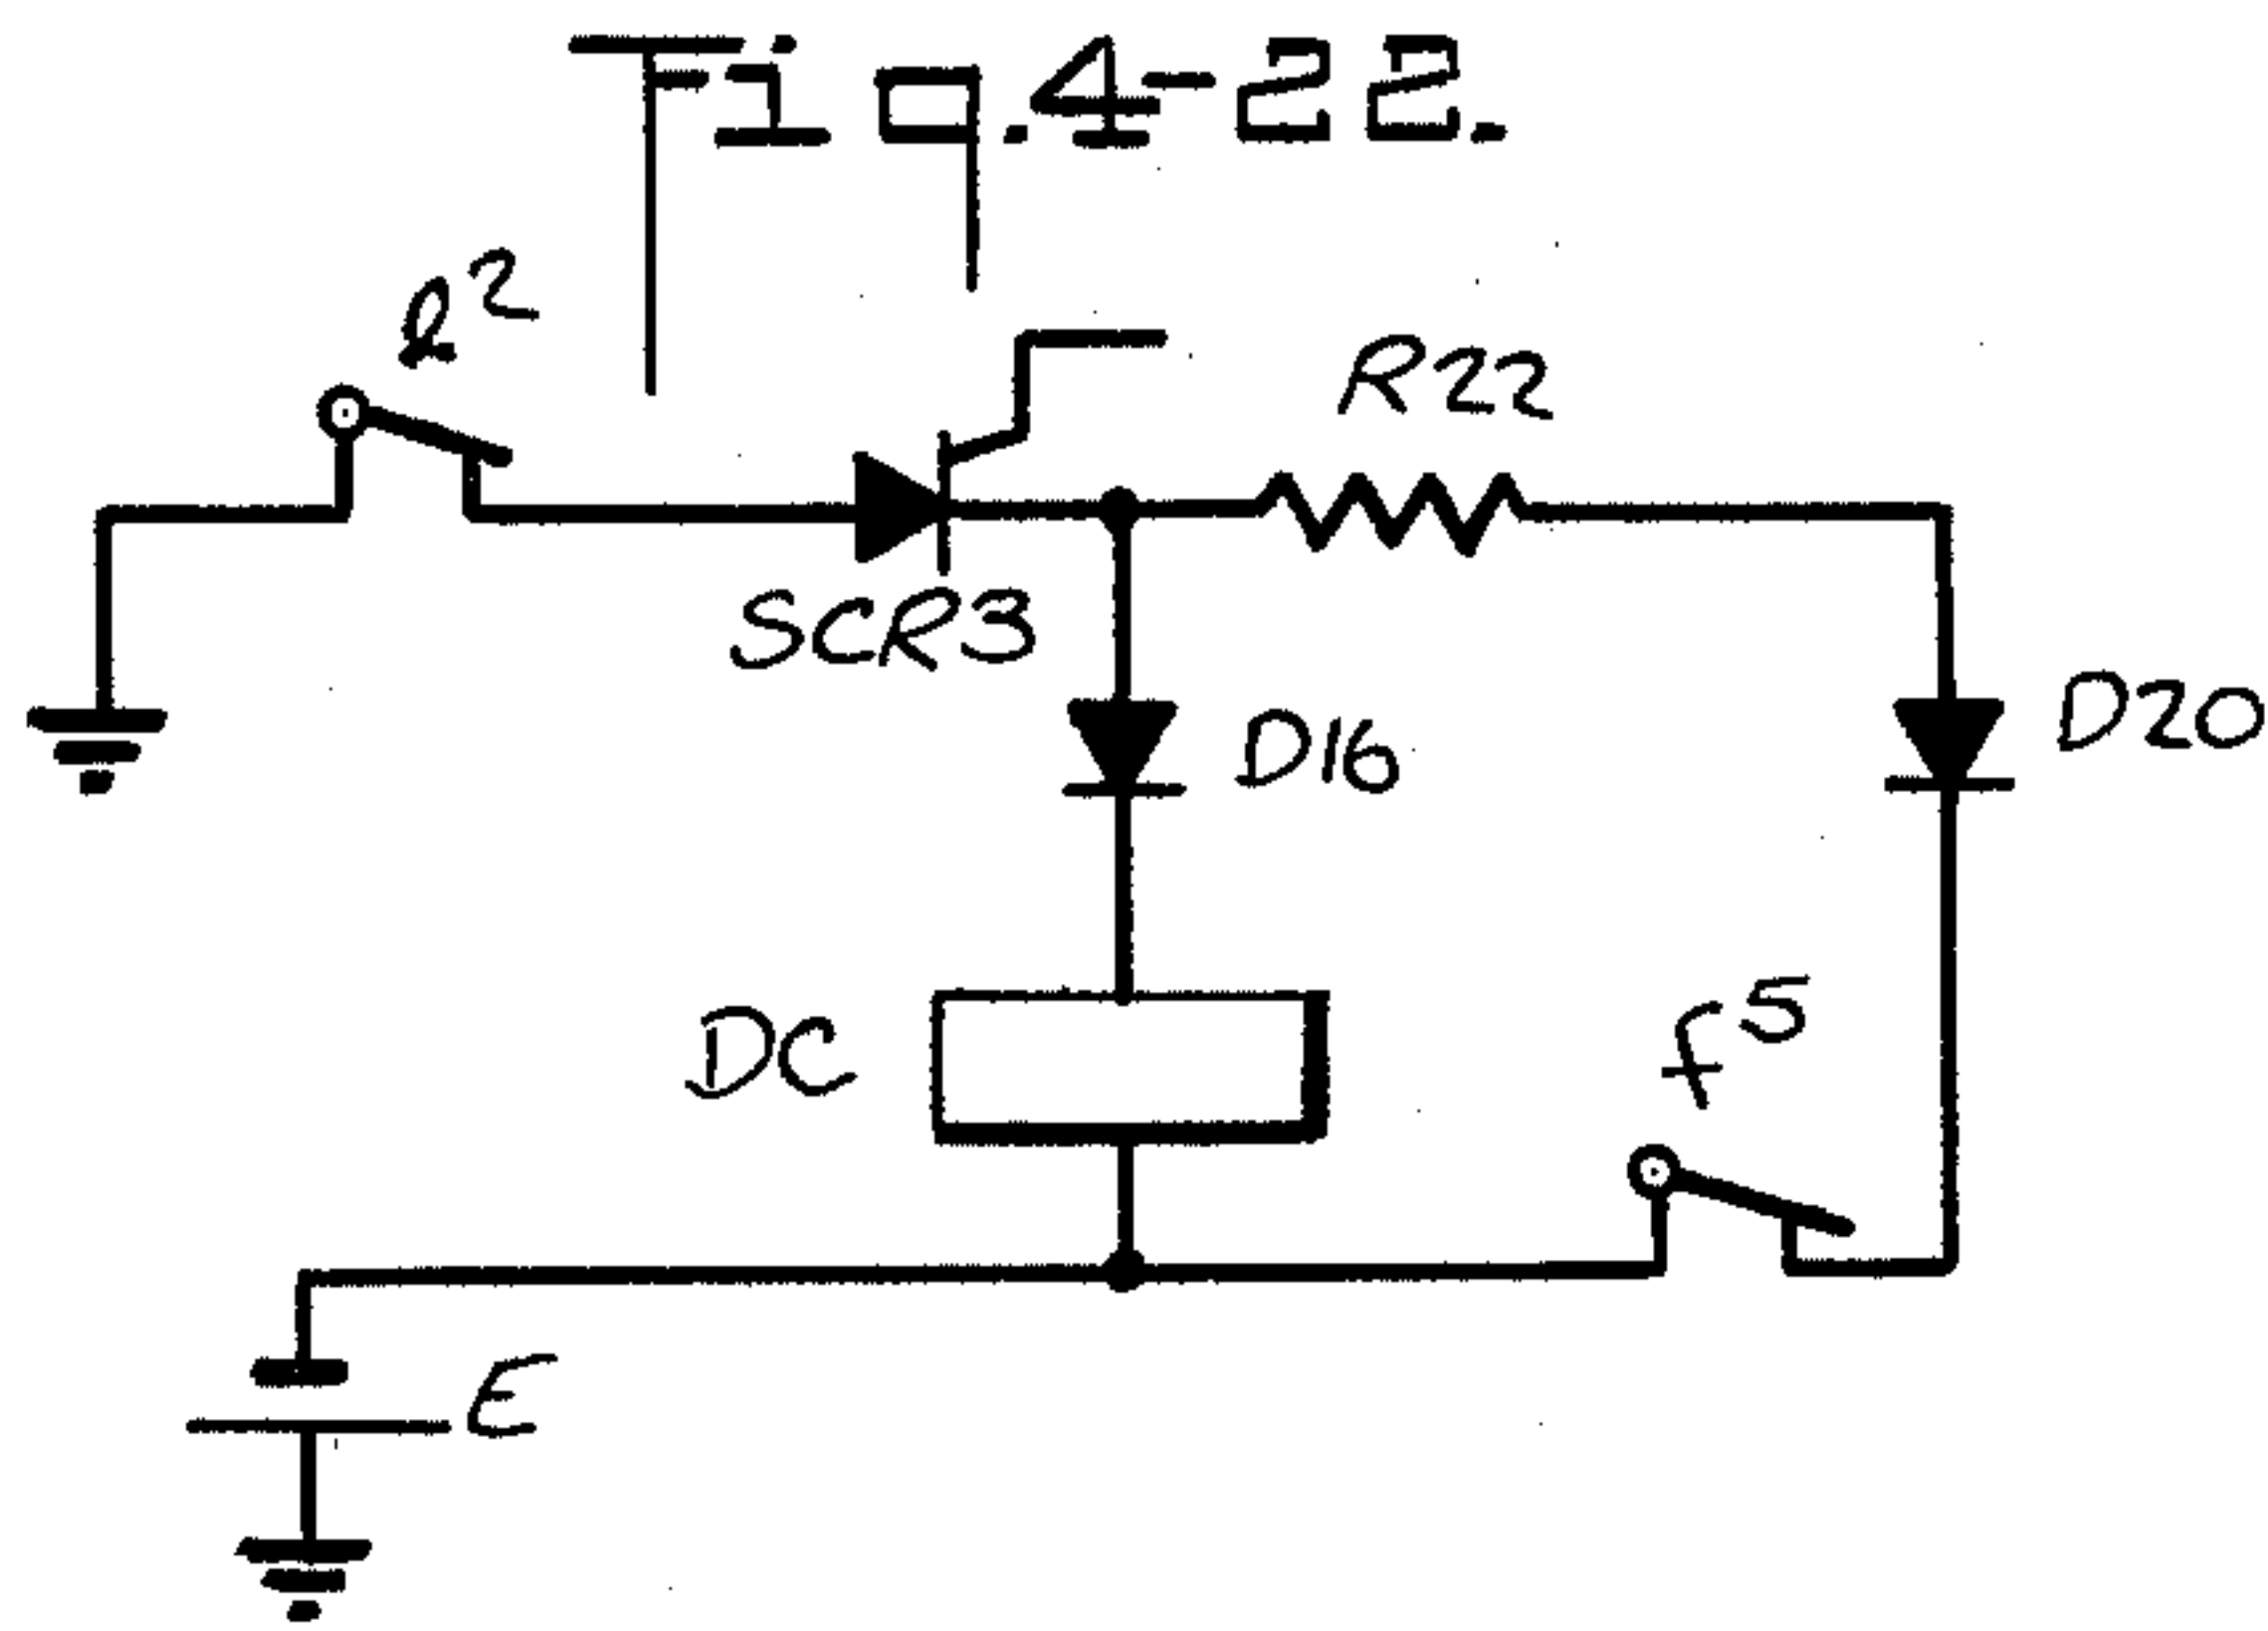 Fig. 4-22.
l²
R22
SCR3
D16
D20
DC
f⁵
E